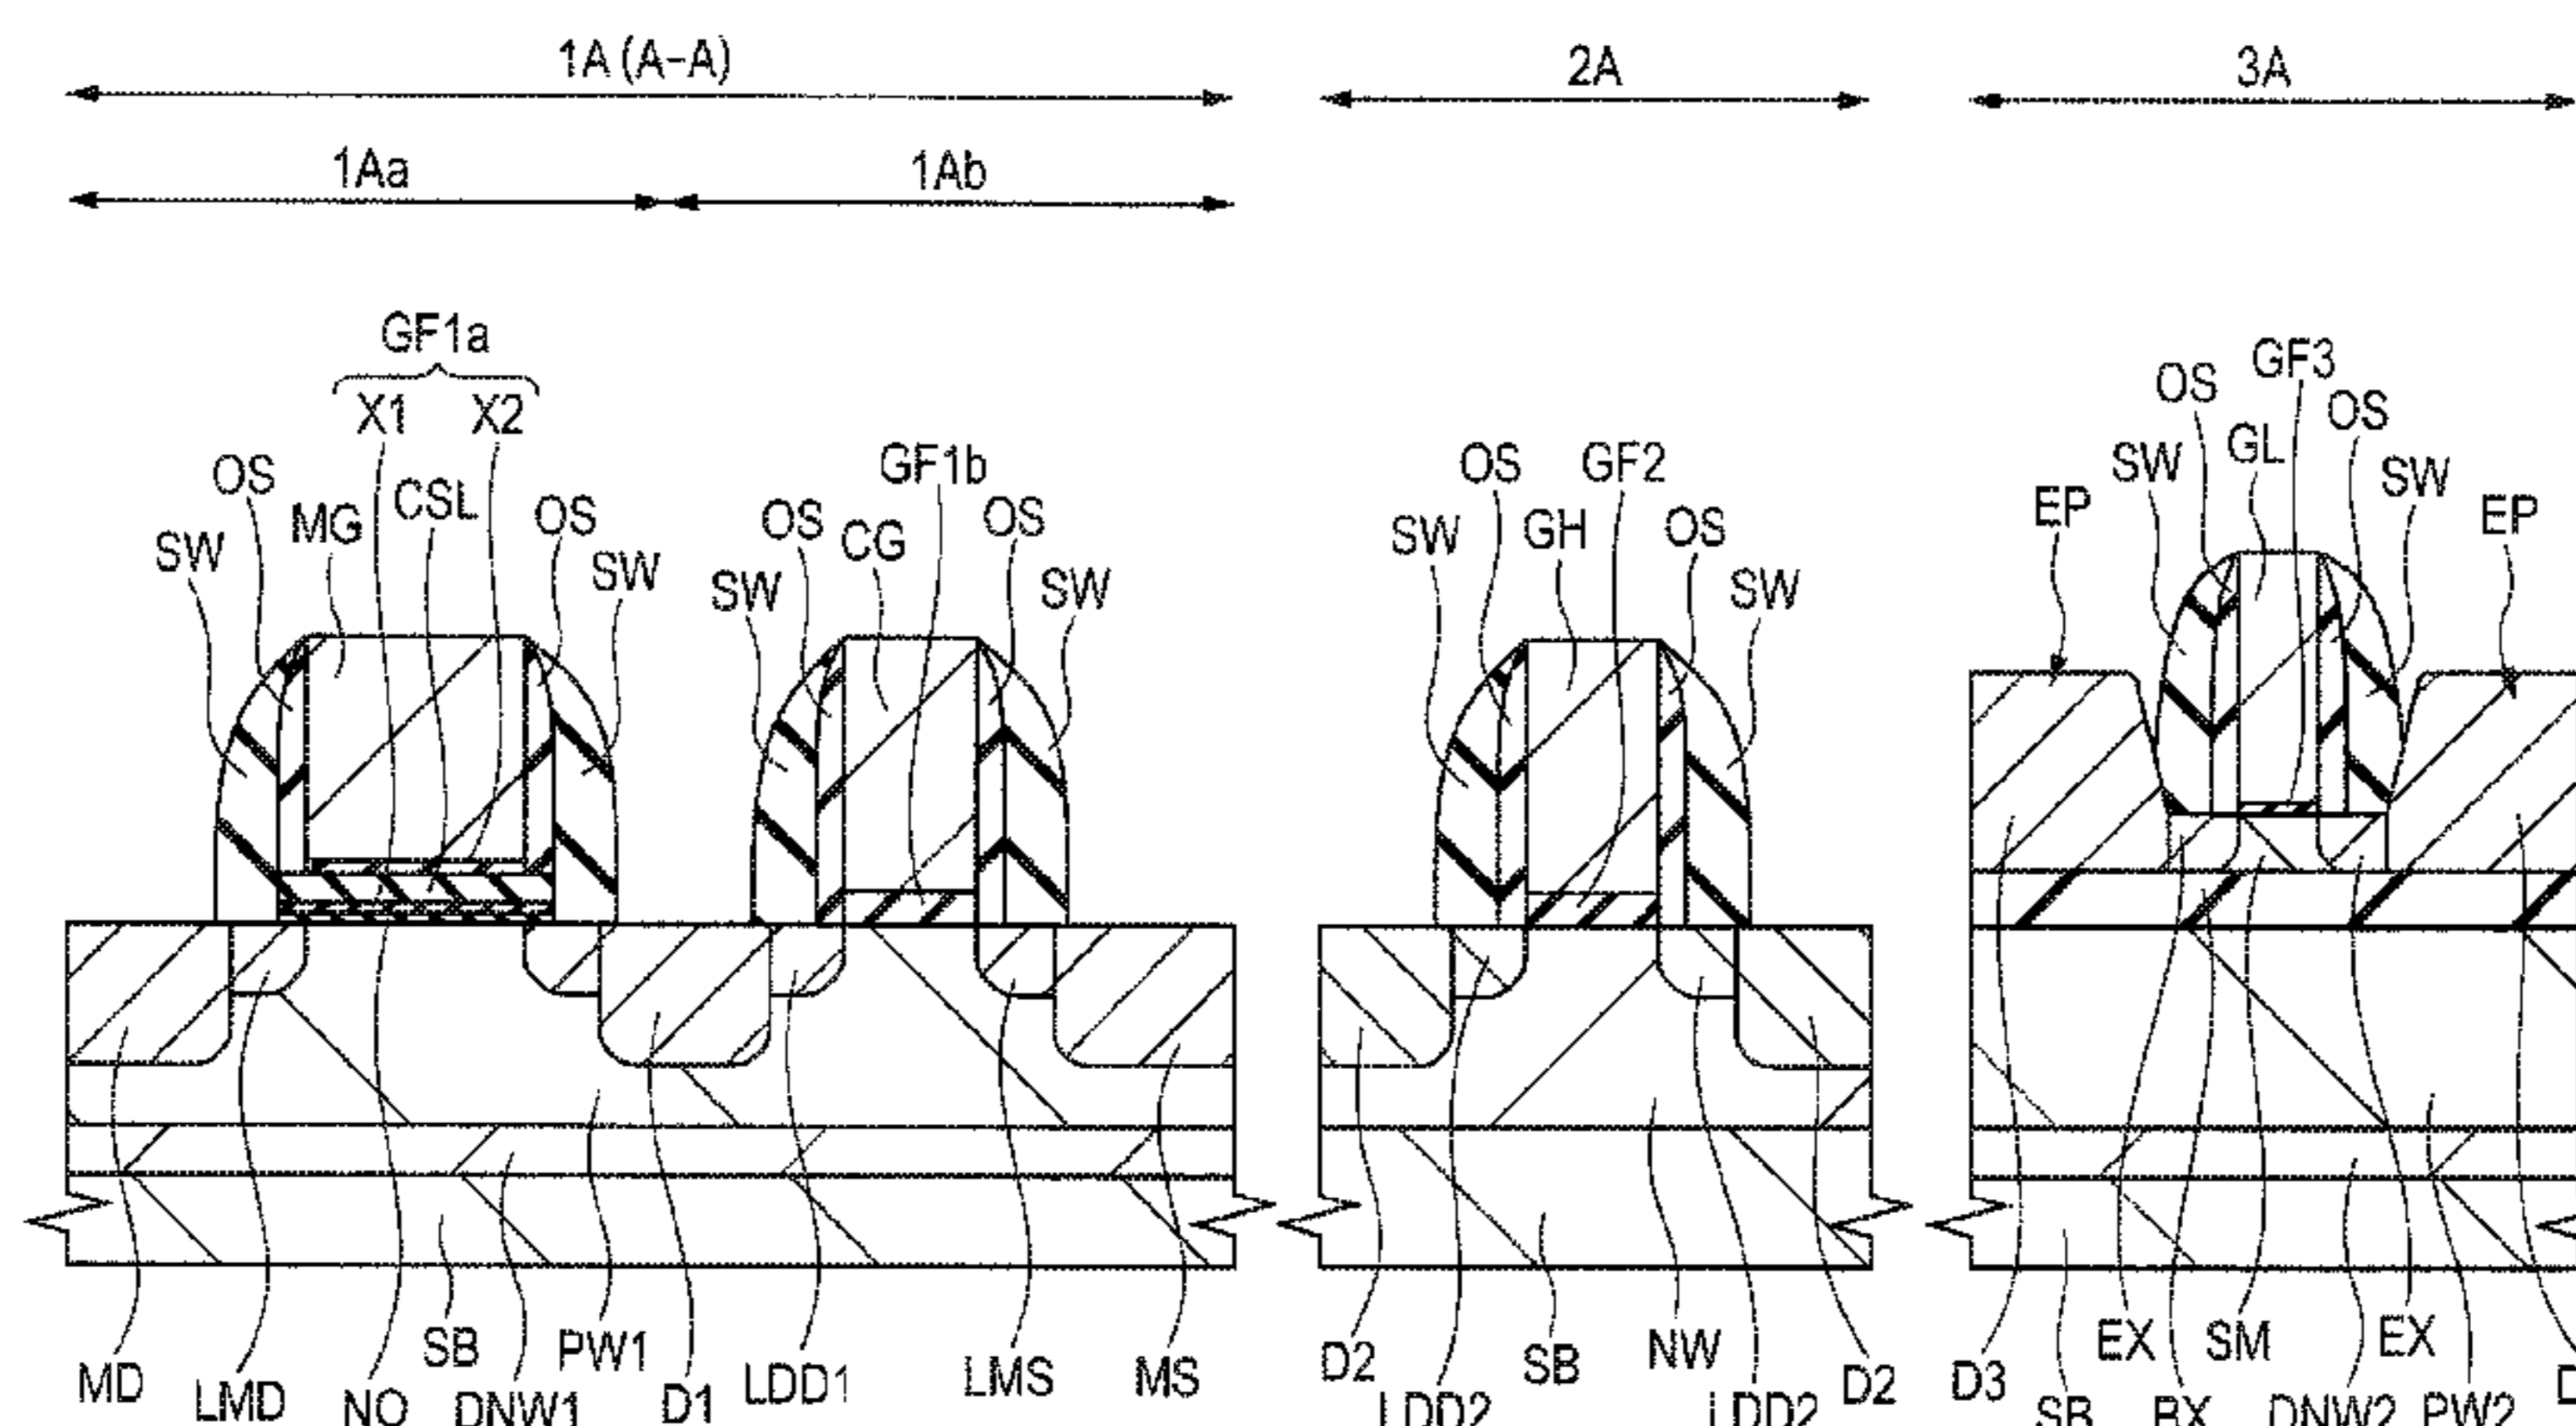 1A (A-A) 2A 3A
1Aa 1Ab
GF1a
X1 X2
GF3
OS OS
GL
OS GF1b OS GF2 SW SW
MG CSL OS OS CG OS SW GH OS EP EP
SW SW SW SW SW
SB PW1 SB NW EX SM EX
MD LMD NO DNW1 D1 LDD1 LMS MS D2 LDD2 LDD2 D2 D3 SB BX DNW2 PW2